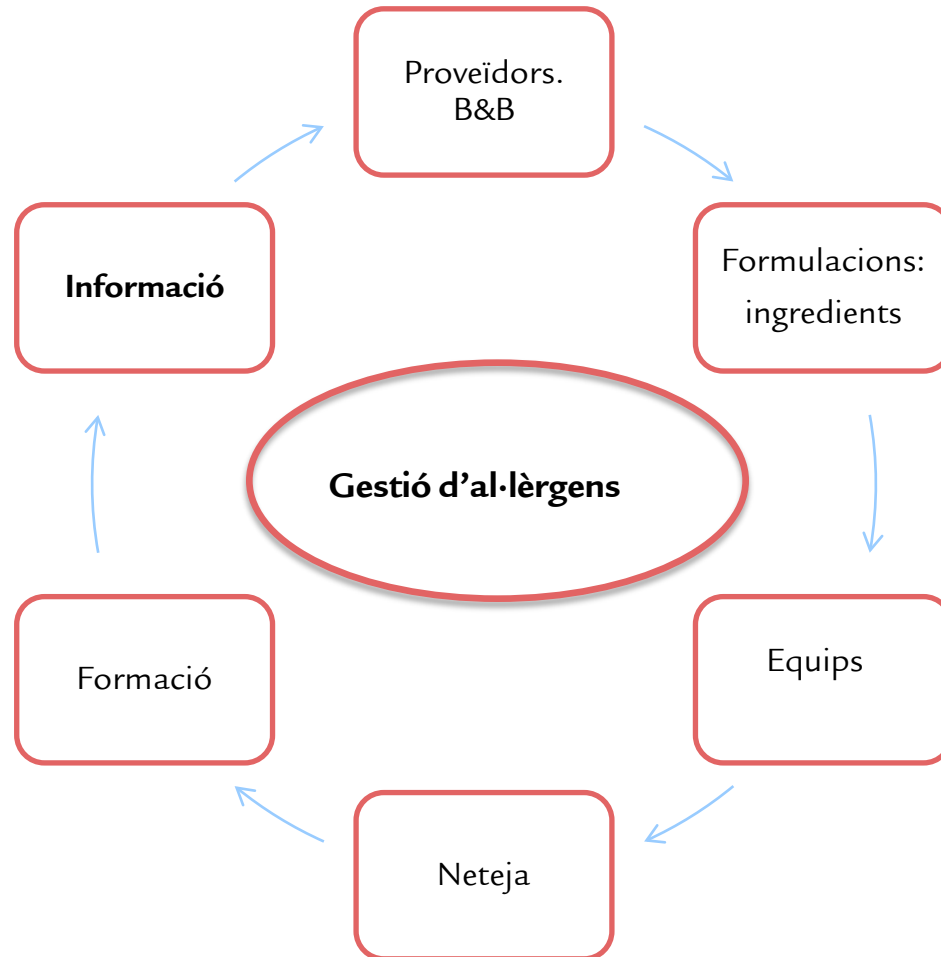 Proveïdors.
B&B
Formulacions:
ingredients
Equips
Neteja
Formació
Informació
Gestió d’al·lèrgens